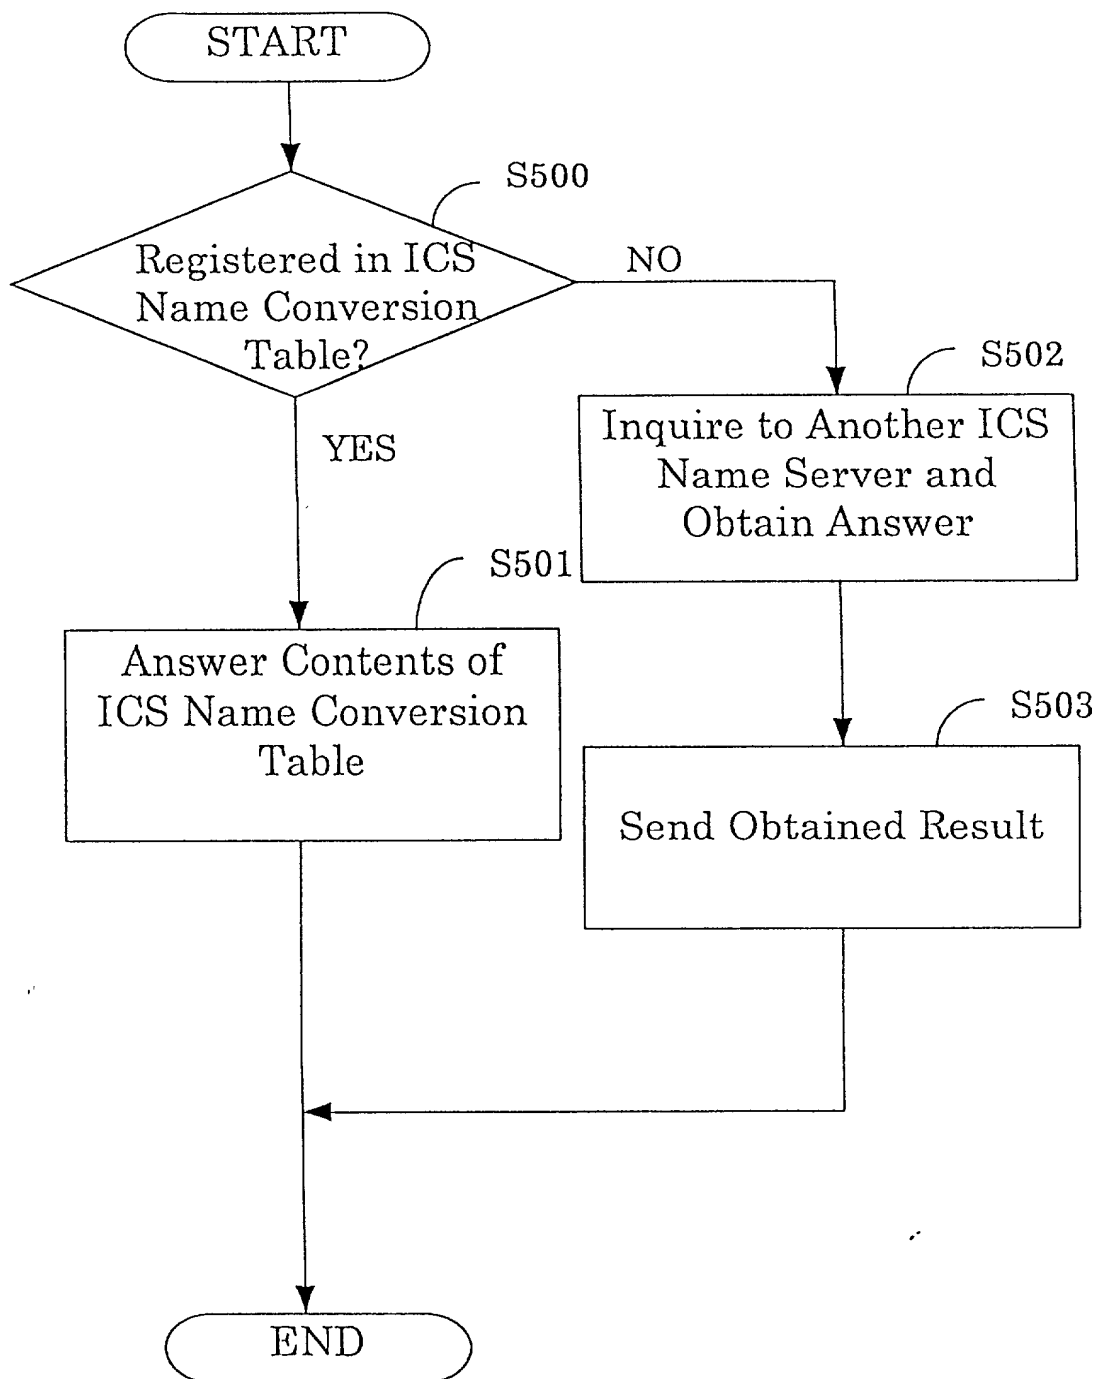 START
S500
Registered in ICS
Name Conversion
Table?
NO
YES
S502
Inquire to Another ICS
Name Server and
Obtain Answer
S501
Answer Contents of
ICS Name Conversion
Table
S503
Send Obtained Result
END